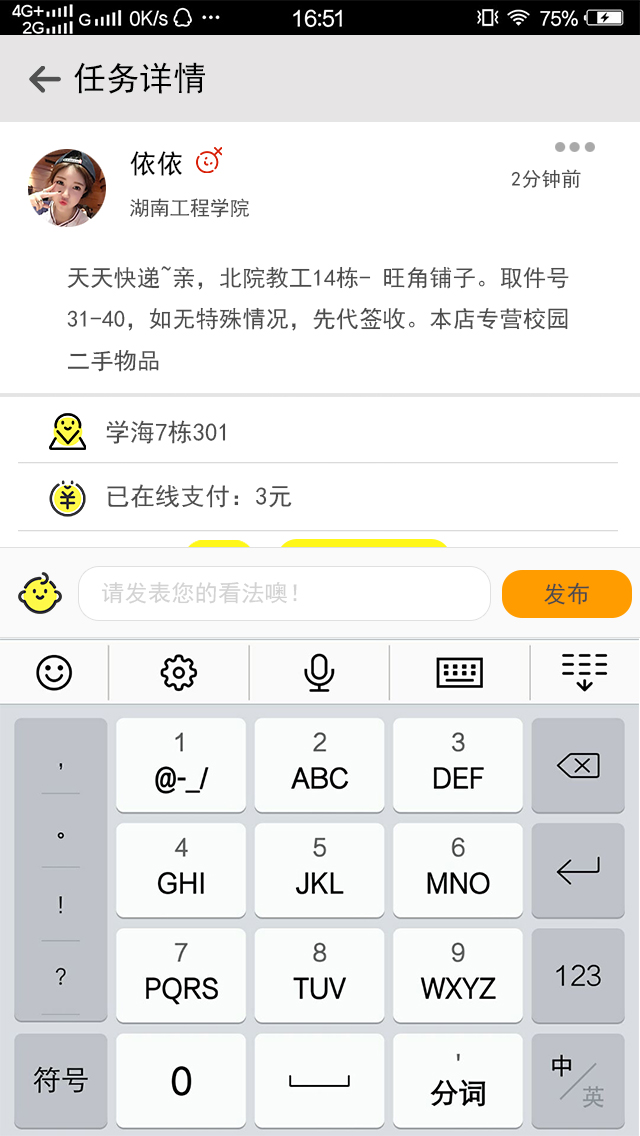 4G+ 2G G 0K/s ··· 16:51 75%
任务详情
依依
2分钟前
湖南工程学院
天天快递~亲，北院教工14栋- 旺角铺子。取件号
31-40，如无特殊情况，先代签收。本店专营校园
二手物品
学海7栋301
已在线支付：3元
请发表您的看法噢！
发布
， 1 2 3
@-_/ ABC DEF
。 4 5 6
GHI JKL MNO
！
7 8 9
？ PQRS TUV WXYZ 123
符号 0 ' 分词 中/英